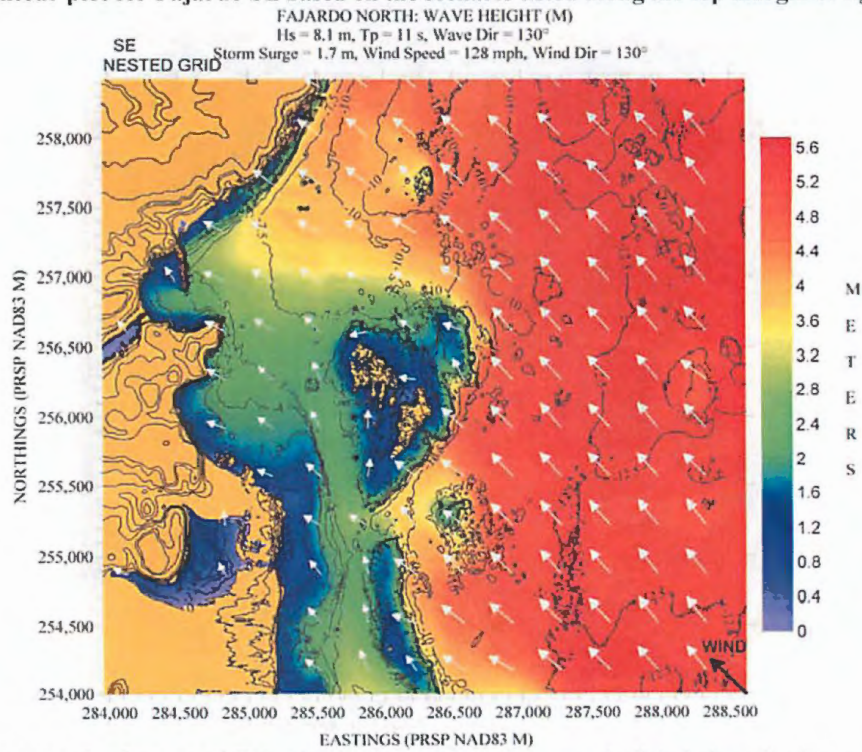 FAJARDO NORTH: WAVE HEIGHT (M)
Hs = 8.1 m, Tp = 11 s, Wave Dir = 130°
SE
Storm Surge = 1.7 m, Wind Speed = 128 mph, Wind Dir = 130°
NESTED GRID
258,000
257,500
257,000
256,500
256,000
255,500
255,000
254,500
254,000
NORTHINGS (PRSP NAD83 M)
5.6
5.2
4.8
4.4
4
3.6
3.2
2.8
2.4
2
1.6
1.2
0.8
0.4
0
M
E
T
E
R
S
WIND
284,000 284,500 285,000 285,500 286,000 286,500 287,000 287,500 288,000 288,500
EASTINGS (PRSP NAD83 M)